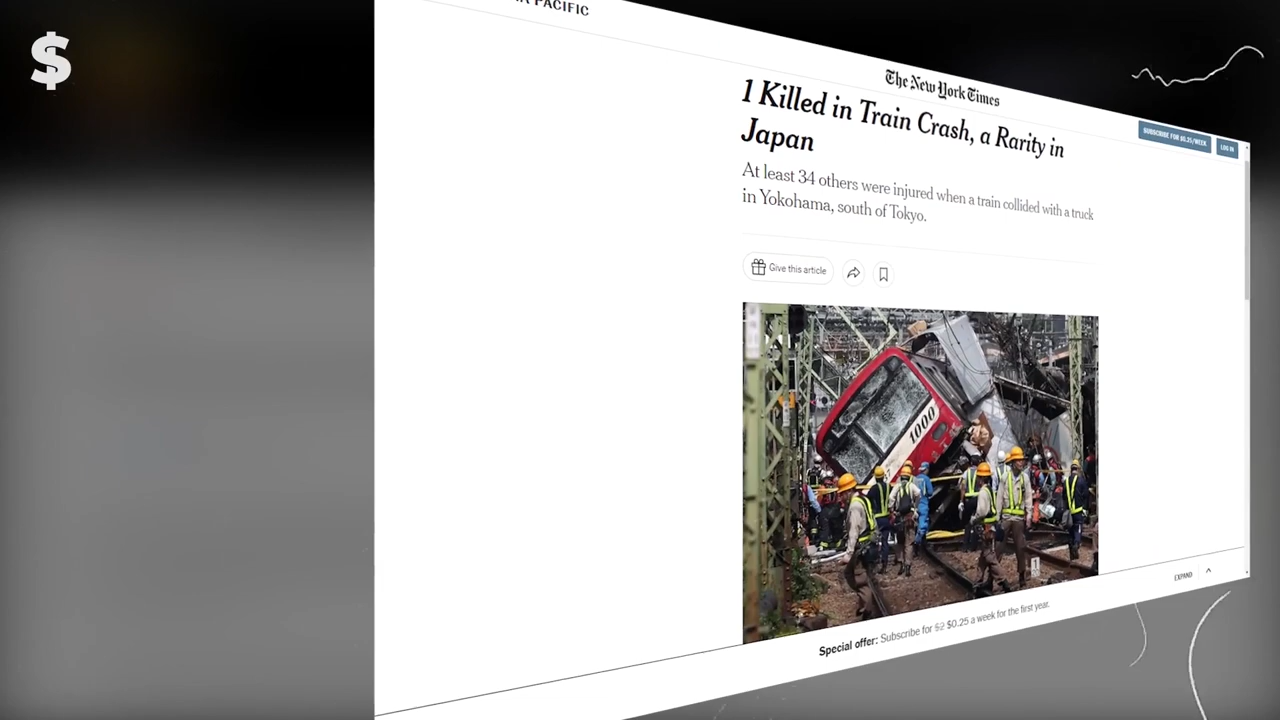 $
PACIFIC
The New York Times
SUBSCRIBE FOR $0.25/WEEK
LOG IN
1 Killed in Train Crash, a Rarity in
Japan
At least 34 others were injured when a train collided with a truck
in Yokohama, south of Tokyo.
Give this article
1000
EXPAND
Special offer: Subscribe for $2 $0.25 a week for the first year.